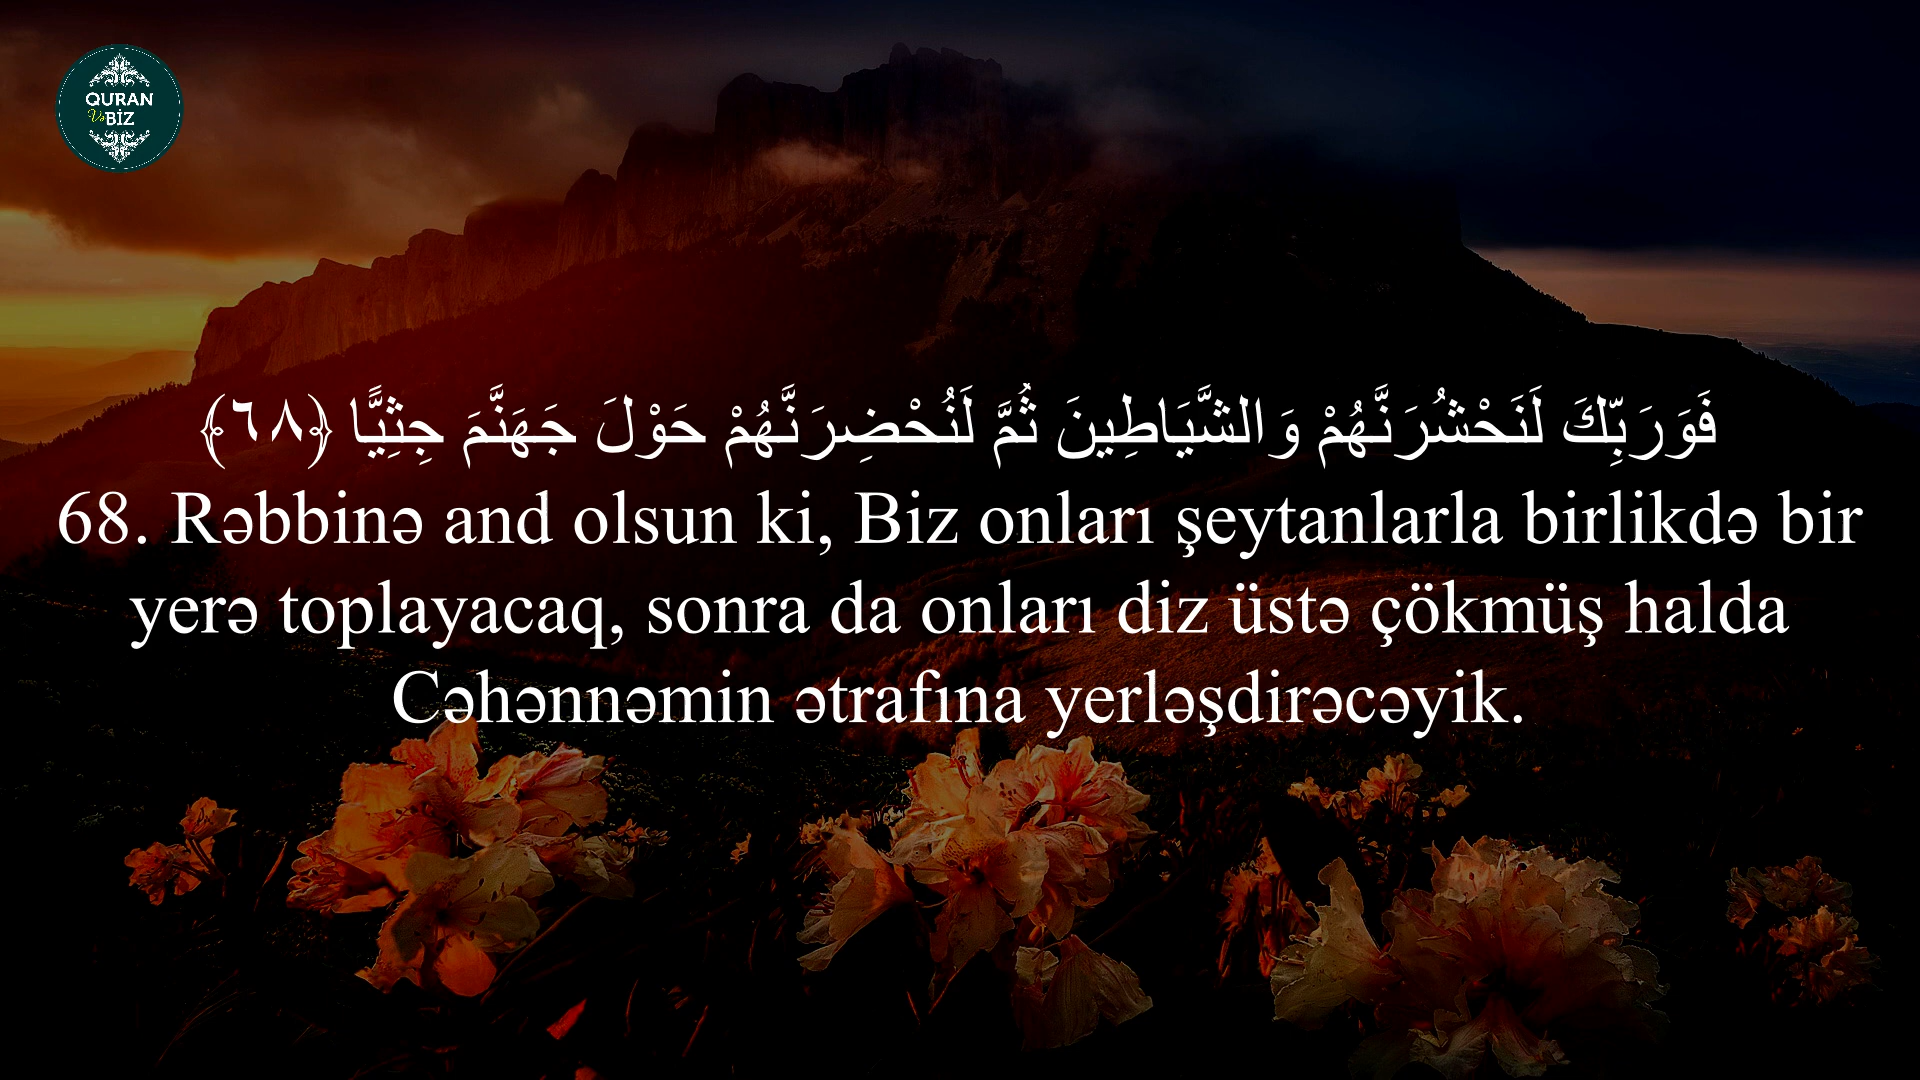 QURAN
Və BİZ
فَوَرَبِّكَ لَنَحْشُرَنَّهُمْ وَالشَّيَاطِينَ ثُمَّ لَنُحْضِرَنَّهُمْ حَوْلَ جَهَنَّمَ جِثِيًّا ﴿٦٨﴾
68. Rəbbinə and olsun ki, Biz onları şeytanlarla birlikdə bir
yerə toplayacaq, sonra da onları diz üstə çökmüş halda
Cəhənnəmin ətrafına yerləşdirəcəyik.